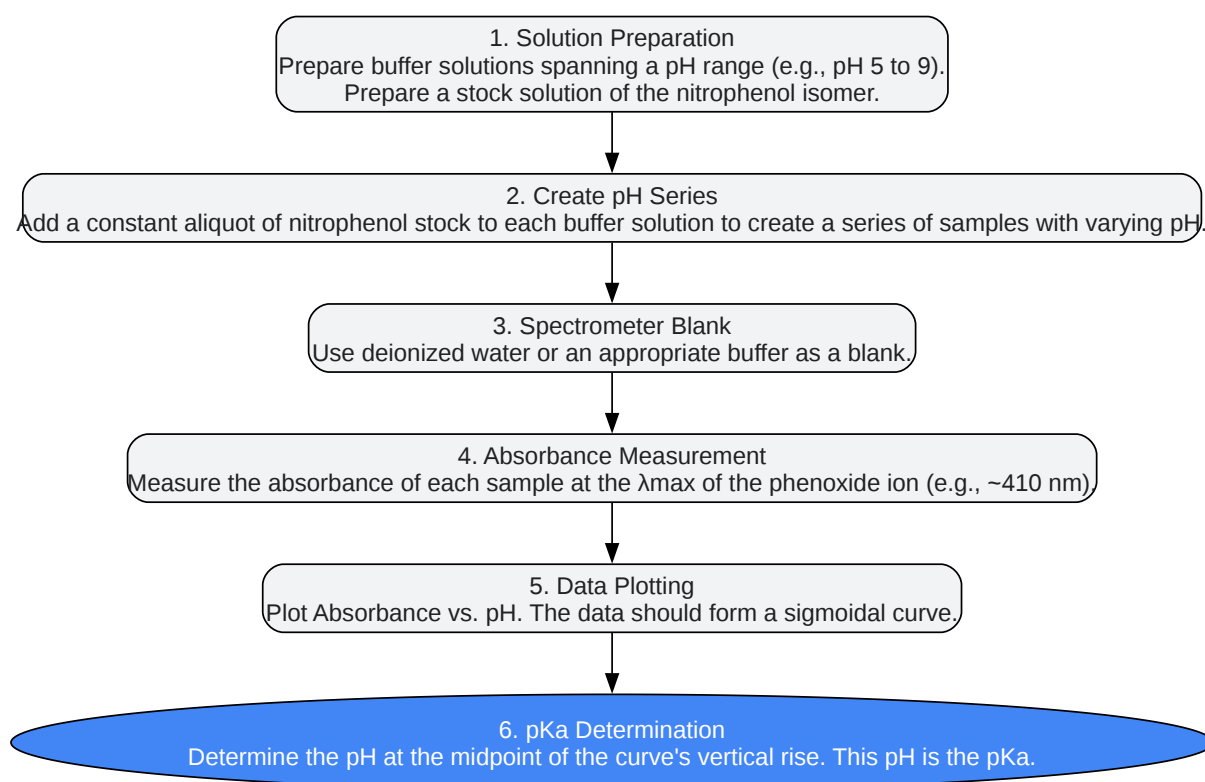 1. Solution Preparation
Prepare buffer solutions spanning a pH range (e.g., pH 5 to 9).
Prepare a stock solution of the nitrophenol isomer.
2. Create pH Series
Add a constant aliquot of nitrophenol stock to each buffer solution to create a series of samples with varying pH.
3. Spectrometer Blank
Use deionized water or an appropriate buffer as a blank.
4. Absorbance Measurement
Measure the absorbance of each sample at the λmax of the phenoxide ion (e.g., ~410 nm).
5. Data Plotting
Plot Absorbance vs. pH. The data should form a sigmoidal curve.
6. pKa Determination
Determine the pH at the midpoint of the curve's vertical rise. This pH is the pKa.